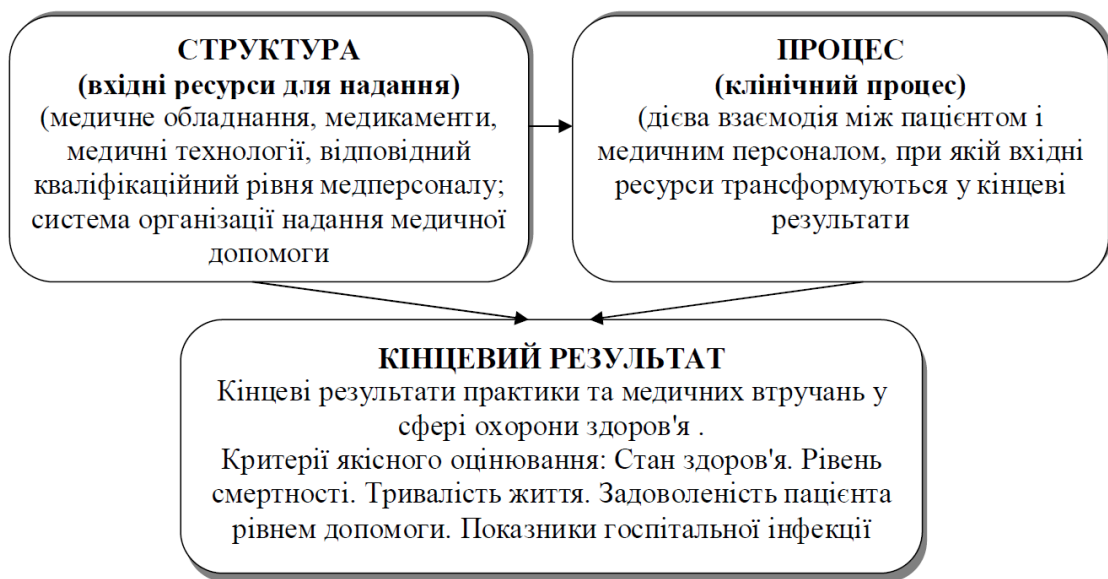 СТРУКТУРА
(вхідні ресурси для надання)
(медичне обладнання, медикаменти,
медичні технології, відповідний
кваліфікаційний рівня медперсоналу;
система організації надання медичної
допомоги
ПРОЦЕС
(клінічний процес)
(дієва взаємодія між пацієнтом і
медичним персоналом, при якій вхідні
ресурси трансформуються у кінцеві
результати
КІНЦЕВИЙ РЕЗУЛЬТАТ
Кінцеві результати практики та медичних втручань у
сфері охорони здоров'я .
Критерії якісного оцінювання: Стан здоров'я. Рівень
смертності. Тривалість життя. Задоволеність пацієнта
рівнем допомоги. Показники госпітальної інфекції